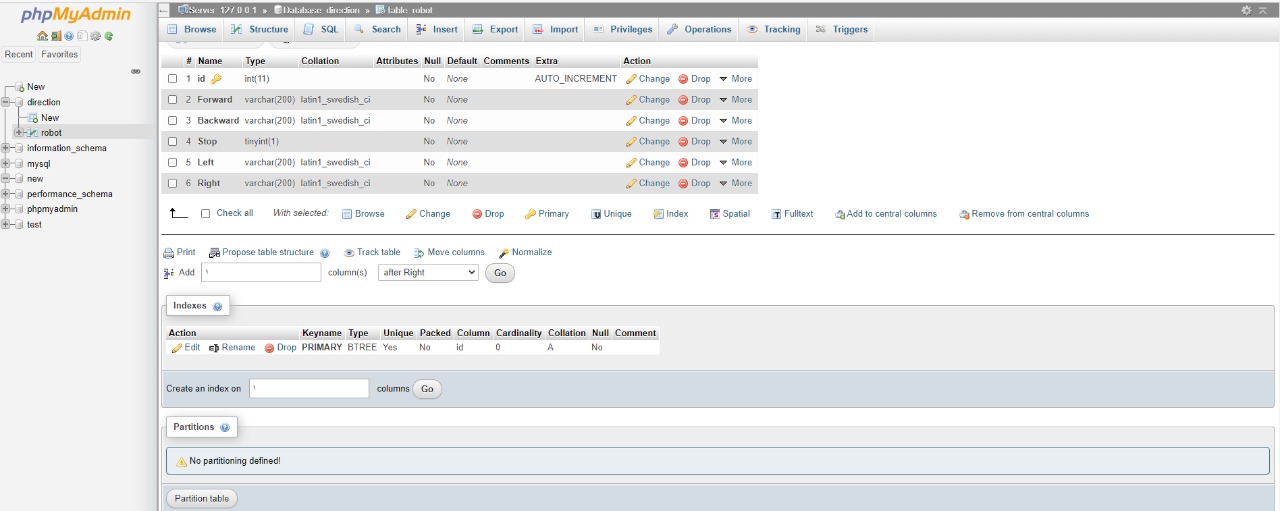 phpMyAdmin
Recent Favorites
New
direction
New
robot
information_schema
mysql
new
performance_schema
phpmyadmin
test
Server: 127.0.0.1 » Database: direction » Table: robot
Browse Structure SQL Search Insert Export Import Privileges Operations Tracking Triggers
# Name Type Collation Attributes Null Default Comments Extra Action
1 id int(11) No None AUTO_INCREMENT Change Drop More
2 Forward varchar(200) latin1_swedish_ci No None Change Drop More
3 Backward varchar(200) latin1_swedish_ci No None Change Drop More
4 Stop tinyint(1) No None Change Drop More
5 Left varchar(200) latin1_swedish_ci No None Change Drop More
6 Right varchar(200) latin1_swedish_ci No None Change Drop More
Check all With selected: Browse Change Drop Primary Unique Index Spatial Fulltext Add to central columns Remove from central columns
Print Propose table structure Track table Move columns Normalize
Add column(s) after Right Go
Indexes
Action Keyname Type Unique Packed Column Cardinality Collation Null Comment
Edit Rename Drop PRIMARY BTREE Yes No id 0 A No
Create an index on columns Go
Partitions
No partitioning defined!
Partition table